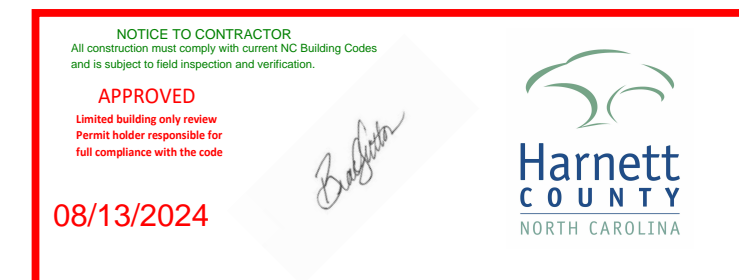 NOTICE TO CONTRACTOR
All construction must comply with current NC Building Codes
and is subject to field inspection and verification.
APPROVED
Limited building only review
Permit holder responsible for
full compliance with the code
08/13/2024
Harnett
COUNTY
NORTH CAROLINA